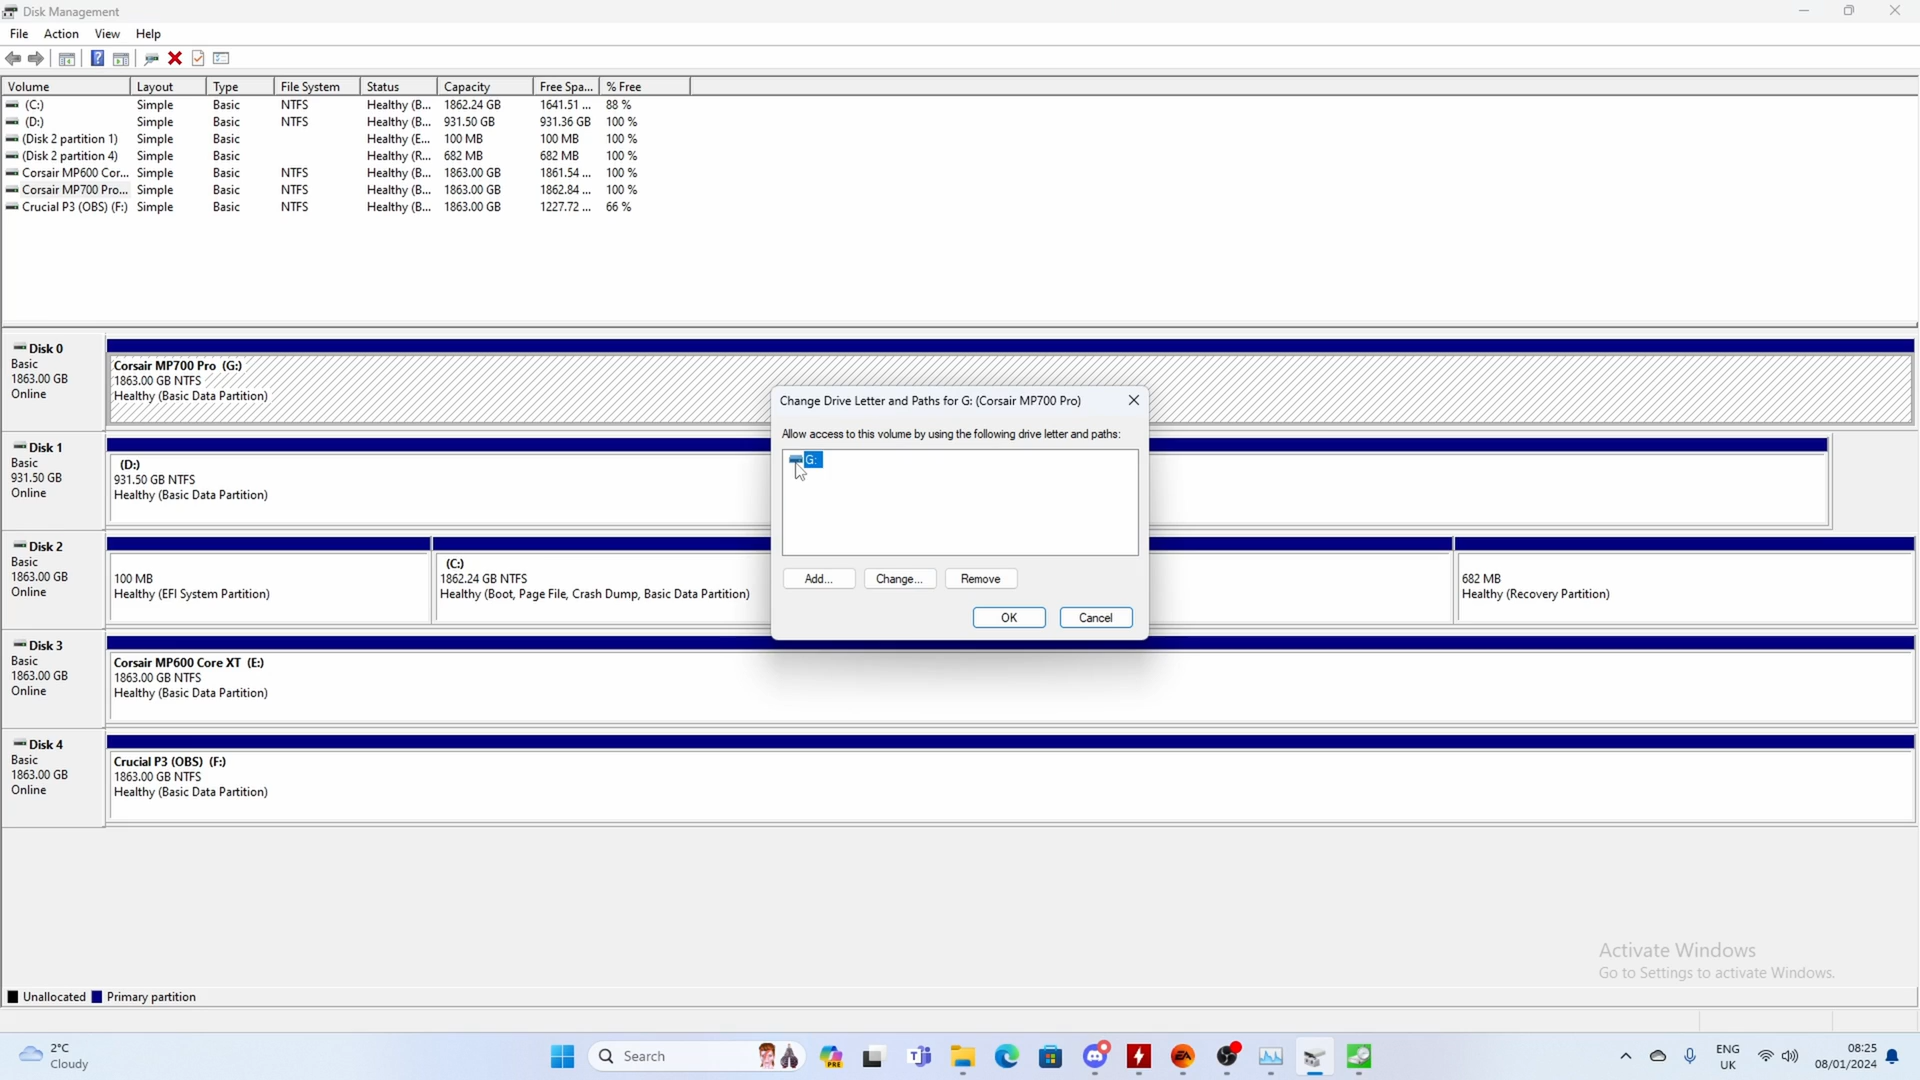 Disk Management
File Action View Help
Volume Layout Type File System Status Capacity Free Spa... % Free
(C:) Simple Basic NTFS Healthy (B... 1862.24 GB 1641.51 ... 88 %
(D:) Simple Basic NTFS Healthy (B... 931.50 GB 931.36 GB 100 %
(Disk 2 partition 1) Simple Basic Healthy (E... 100 MB 100 MB 100 %
(Disk 2 partition 4) Simple Basic Healthy (R... 682 MB 682 MB 100 %
Corsair MP600 Cor... Simple Basic NTFS Healthy (B... 1863.00 GB 1861.54 ... 100 %
Corsair MP700 Pro... Simple Basic NTFS Healthy (B... 1863.00 GB 1862.84 ... 100 %
Crucial P3 (OBS) (F:) Simple Basic NTFS Healthy (B... 1863.00 GB 1227.72 ... 66 %
Disk 0
Basic
1863.00 GB
Online
Corsair MP700 Pro (G:)
1863.00 GB NTFS
Healthy (Basic Data Partition)
Change Drive Letter and Paths for G: (Corsair MP700 Pro)
Allow access to this volume by using the following drive letter and paths:
G:
Add... Change... Remove
OK Cancel
Disk 1
Basic
931.50 GB
Online
(D:)
931.50 GB NTFS
Healthy (Basic Data Partition)
Disk 2
Basic
1863.00 GB
Online
100 MB
Healthy (EFI System Partition)
(C:)
1862.24 GB NTFS
Healthy (Boot, Page File, Crash Dump, Basic Data Partition)
682 MB
Healthy (Recovery Partition)
Disk 3
Basic
1863.00 GB
Online
Corsair MP600 Core XT (E:)
1863.00 GB NTFS
Healthy (Basic Data Partition)
Disk 4
Basic
1863.00 GB
Online
Crucial P3 (OBS) (F:)
1863.00 GB NTFS
Healthy (Basic Data Partition)
Activate Windows
Go to Settings to activate Windows.
Unallocated Primary partition
2°C
Cloudy
Search
PRE
EA
ENG
UK
08:25
08/01/2024